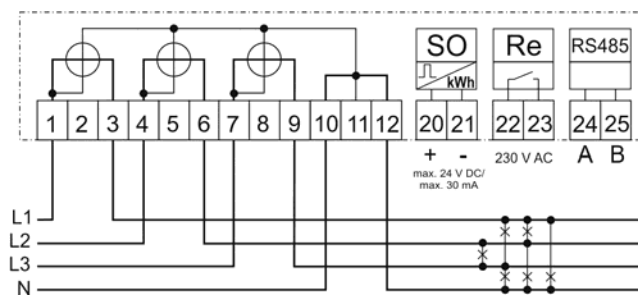 SO Re RS485
kWh
1 2 3 4 5 6 7 8 9 10 11 12 20 21 22 23 24 25
+ - 230 V AC A B
max. 24 V DC/
max. 30 mA
L1
L2
L3
N